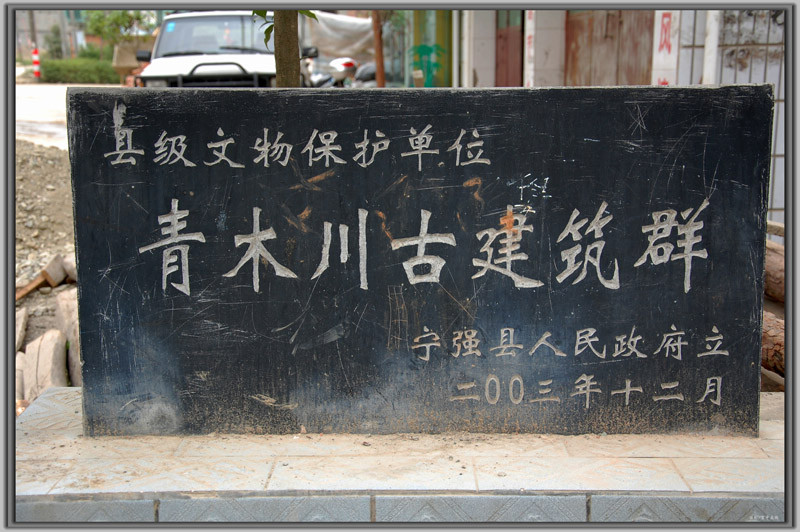 县级文物保护单位
青木川古建筑群
宁强县人民政府立
二00三年十二月